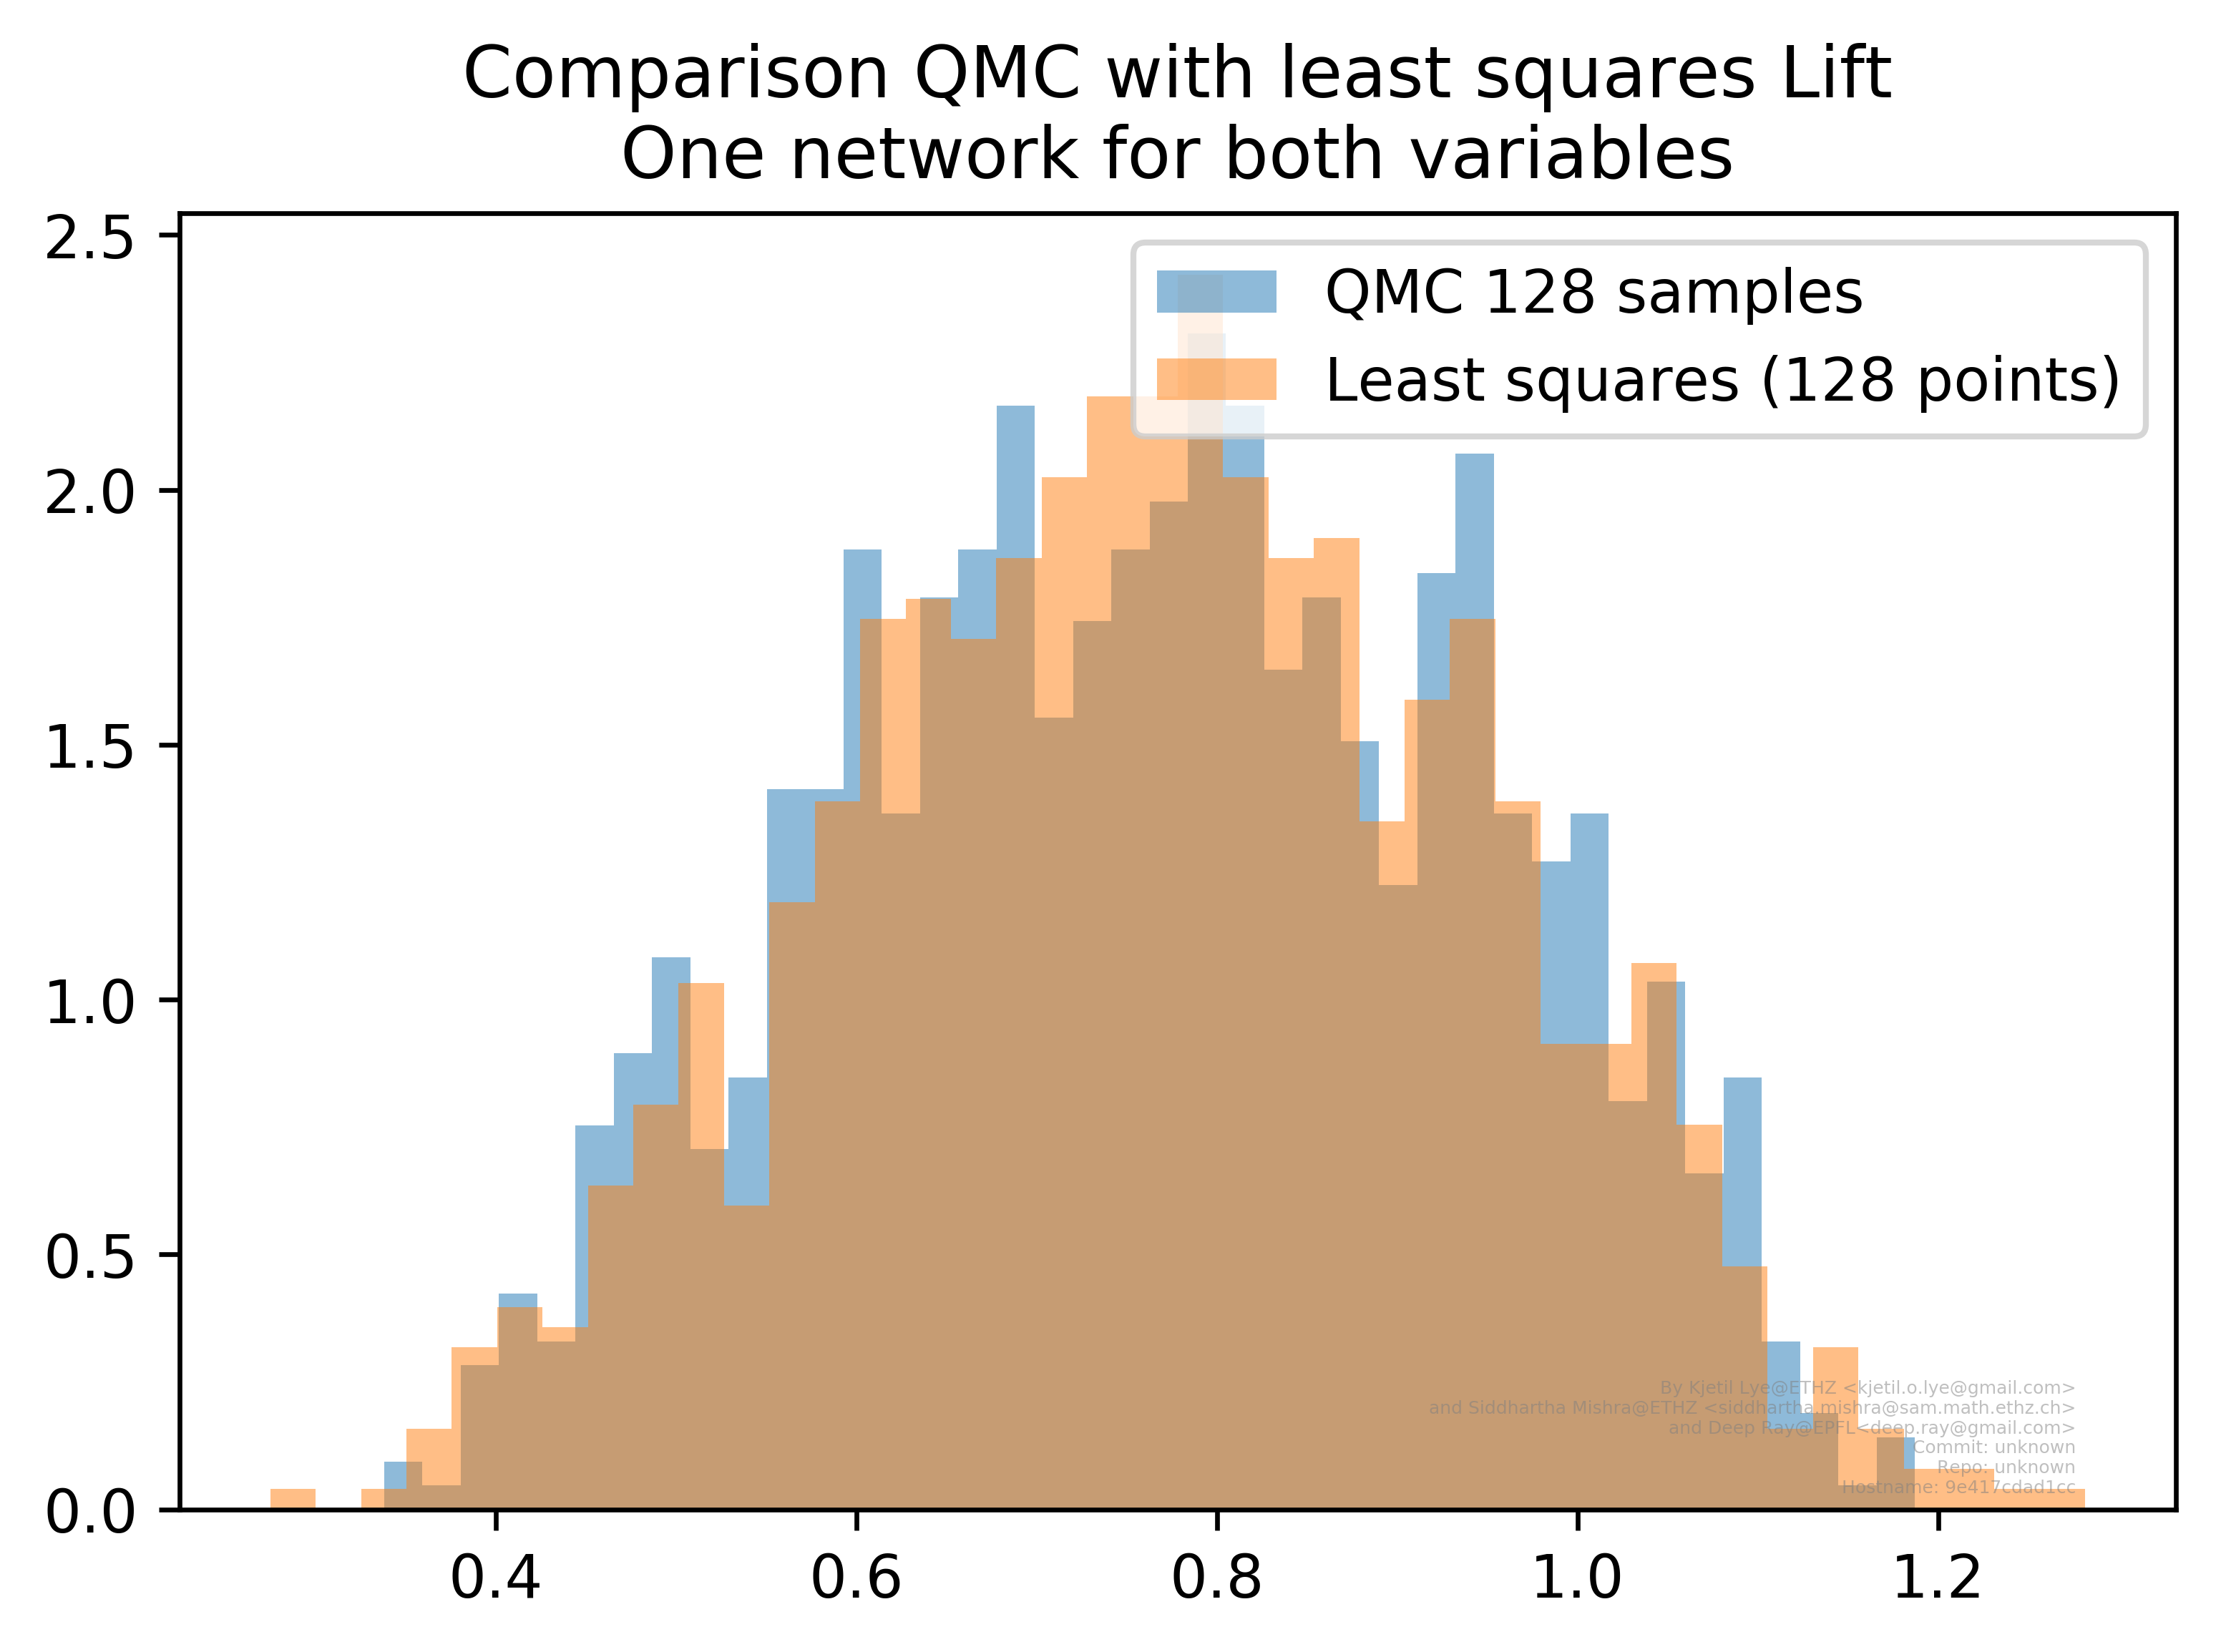 Comparison QMC with least squares Lift
One network for both variables
2.5
2.0
1.5
1.0
0.5
0.0
QMC 128 samples
Least squares (128 points)
By Kjetil Lye@ETHZ <kjetil.o.lye@gmail.com>
and Siddhartha Mishra@ETHZ <siddhartha.mishra@sam.math.ethz.ch>
and Deep Ray@EPFL<deep.ray@gmail.com>
Commit: unknown
Repo: unknown
Hostname: 9e417cdad1cc
0.4 0.6 0.8 1.0 1.2